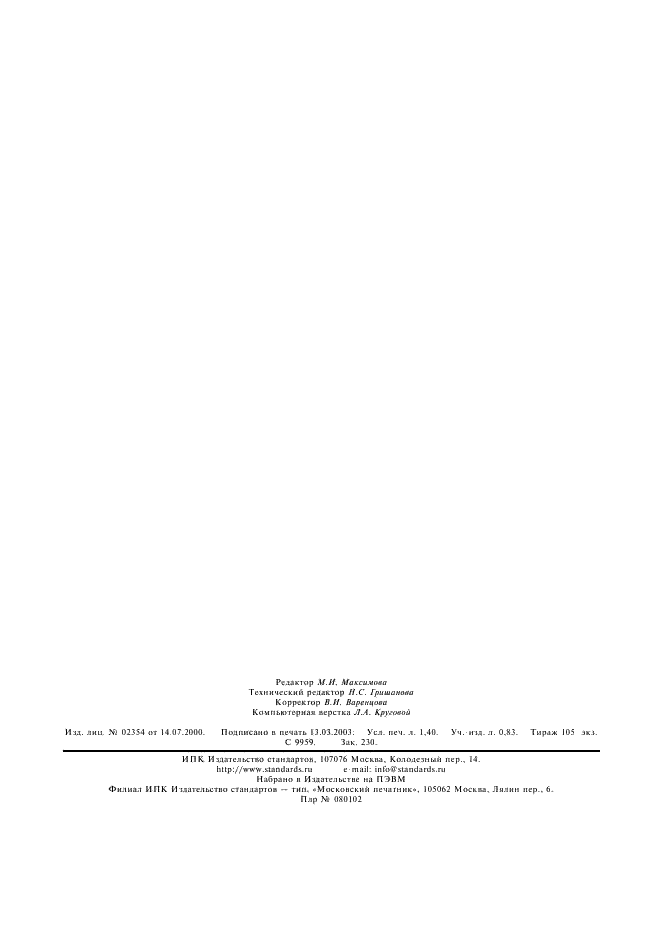 Редактор М.И. Максимова
Технический редактор Н.С. Гришанова
Корректор В.И. Варенцова
Компьютерная верстка Л.А. Круговой
Изд. лиц. № 02354 от 14.07.2000. Подписано в печать 13.03.2003. Усл. печ. л. 1,40. Уч.-изд. л. 0,83. Тираж 105 экз.
С 9959. Зак. 230.
ИПК Издательство стандартов, 107076 Москва, Колодезный пер., 14.
http://www.standards.ru e-mail: info@standards.ru
Набрано в Издательстве на ПЭВМ
Филиал ИПК Издательство стандартов — тип. «Московский печатник», 105062 Москва, Лялин пер., 6.
Плр № 080102